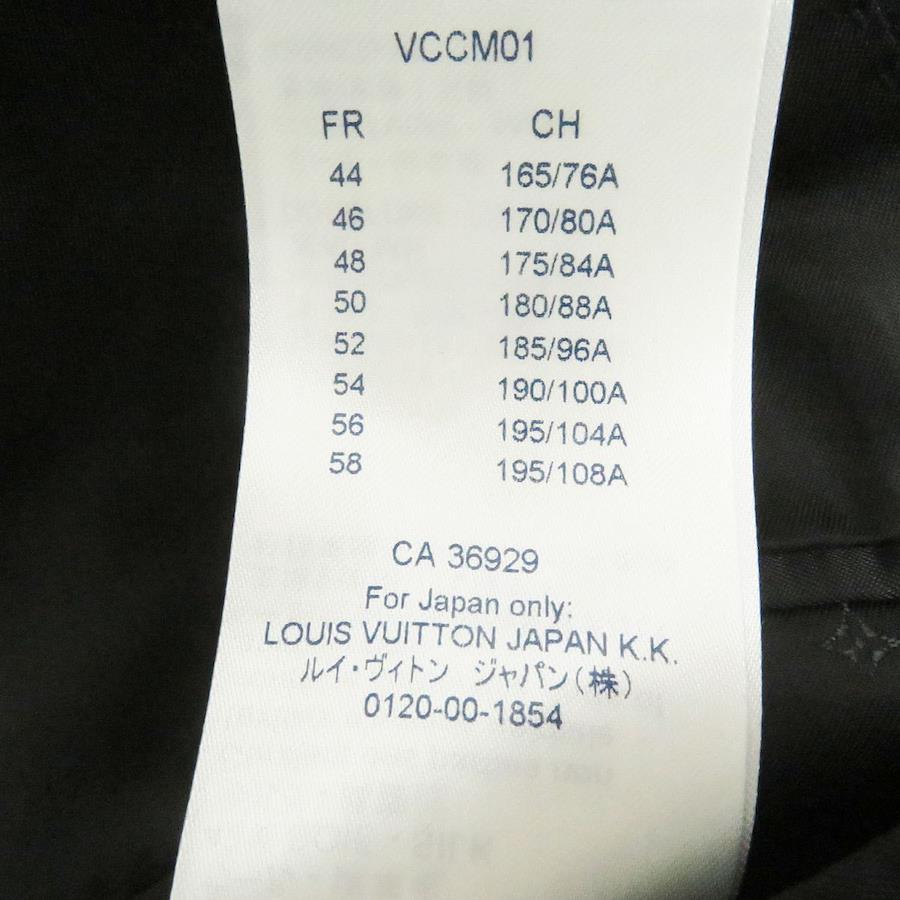 VCCM01
FR CH
44 165/76A
46 170/80A
48 175/84A
50 180/88A
52 185/96A
54 190/100A
56 195/104A
58 195/108A
CA 36929
For Japan only:
LOUIS VUITTON JAPAN K.K.
ルイ・ヴィトン ジャパン(株)
0120-00-1854